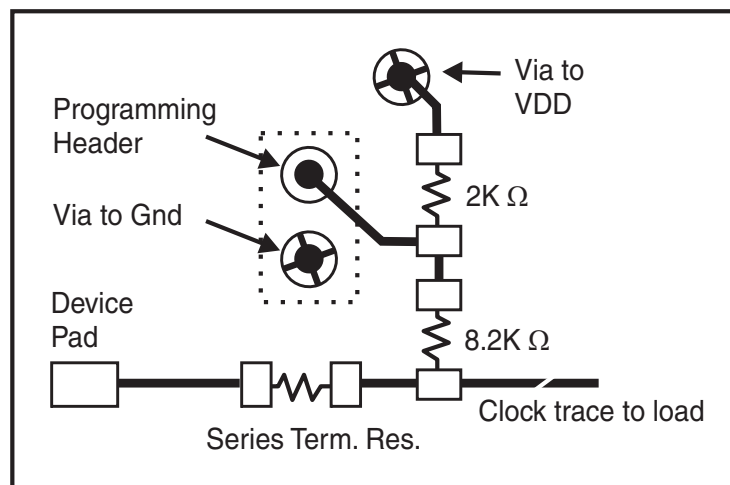 Via to
VDD
Programming
Header
2K Ω
Via to Gnd
Device
Pad
8.2K Ω
Clock trace to load
Series Term. Res.